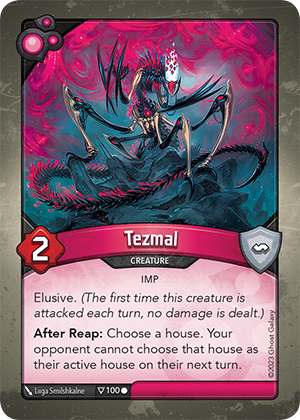 Tezmal
2
CREATURE
IMP
Elusive. (The first time this creature is
attacked each turn, no damage is dealt.)
After Reap: Choose a house. Your
opponent cannot choose that house as
their active house on their next turn.
Liiga Smilshkalne
100
©2023 Ghost Galaxy